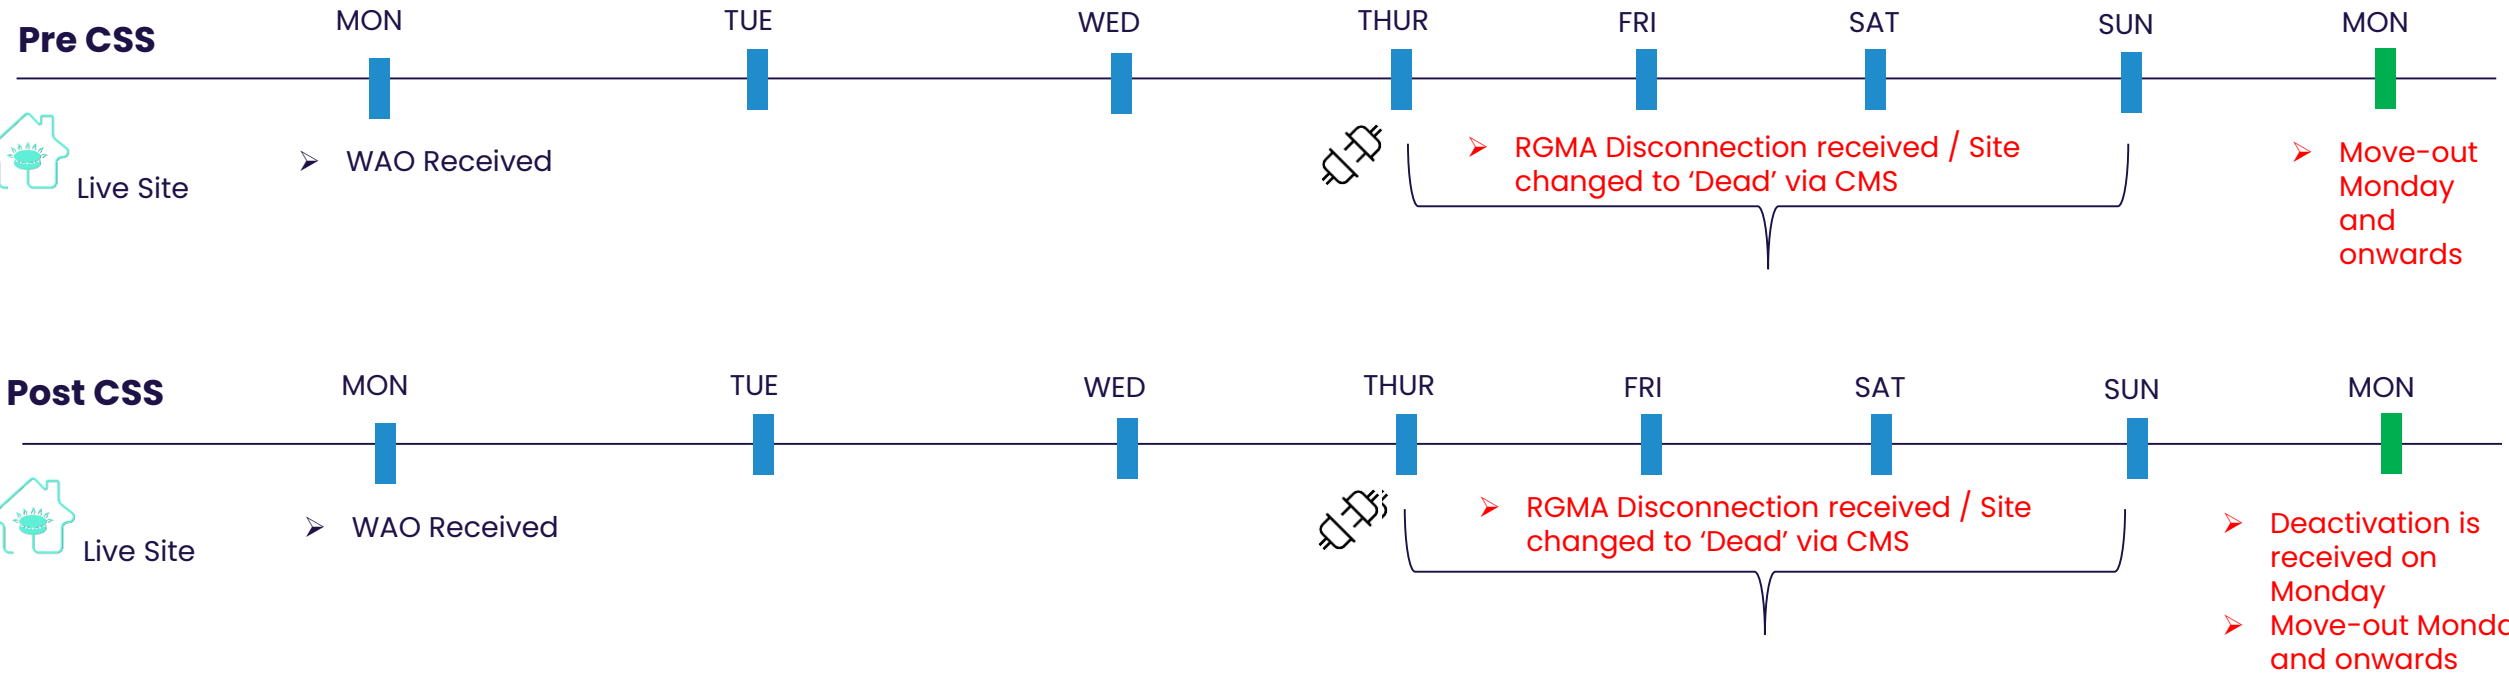 Pre CSS
MON
TUE
WED
THUR
FRI
SAT
SUN
MON
Live Site
➢ WAO Received
➢ RGMA Disconnection received / Site
changed to ‘Dead’ via CMS
➢ Move-out
Monday
and
onwards
Post CSS
MON
TUE
WED
THUR
FRI
SAT
SUN
MON
Live Site
➢ WAO Received
➢ RGMA Disconnection received / Site
changed to ‘Dead’ via CMS
➢ Deactivation is
received on
Monday
➢ Move-out
and onwards